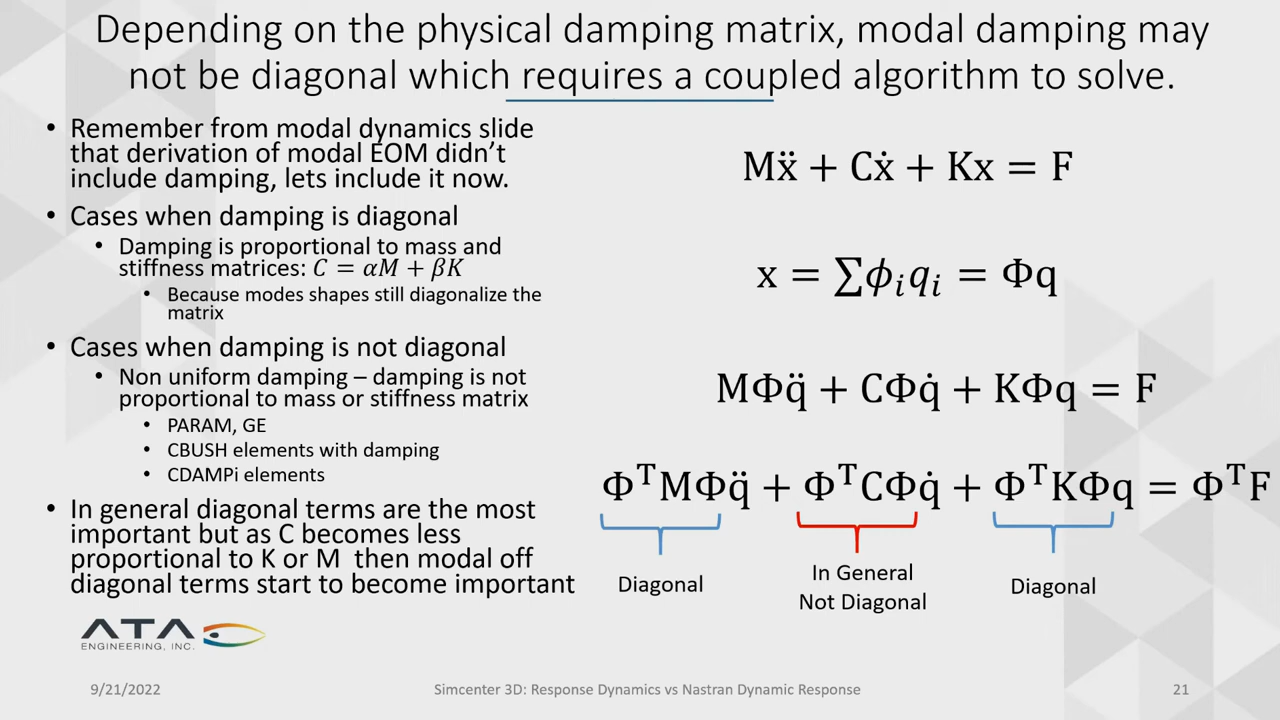 Depending on the physical damping matrix, modal damping may
not be diagonal which requires a coupled algorithm to solve.
• Remember from modal dynamics slide
that derivation of modal EOM didn't
include damping, lets include it now.
• Cases when damping is diagonal
• Damping is proportional to mass and
stiffness matrices: C = αM + βK
• Because modes shapes still diagonalize the
matrix
• Cases when damping is not diagonal
• Non uniform damping – damping is not
proportional to mass or stiffness matrix
• PARAM, GE
• CBUSH elements with damping
• CDAMPi elements
• In general diagonal terms are the most
important but as C becomes less
proportional to K or M then modal off
diagonal terms start to become important
Mẍ + Cẋ + Kx = F
x = ∑ϕᵢqᵢ = Φq
MΦq̈ + CΦq̇ + KΦq = F
ΦᵀMΦq̈ + ΦᵀCΦq̇ + ΦᵀKΦq = ΦᵀF
Diagonal
In General
Not Diagonal
Diagonal
ATA
ENGINEERING, INC.
9/21/2022
Simcenter 3D: Response Dynamics vs Nastran Dynamic Response
21